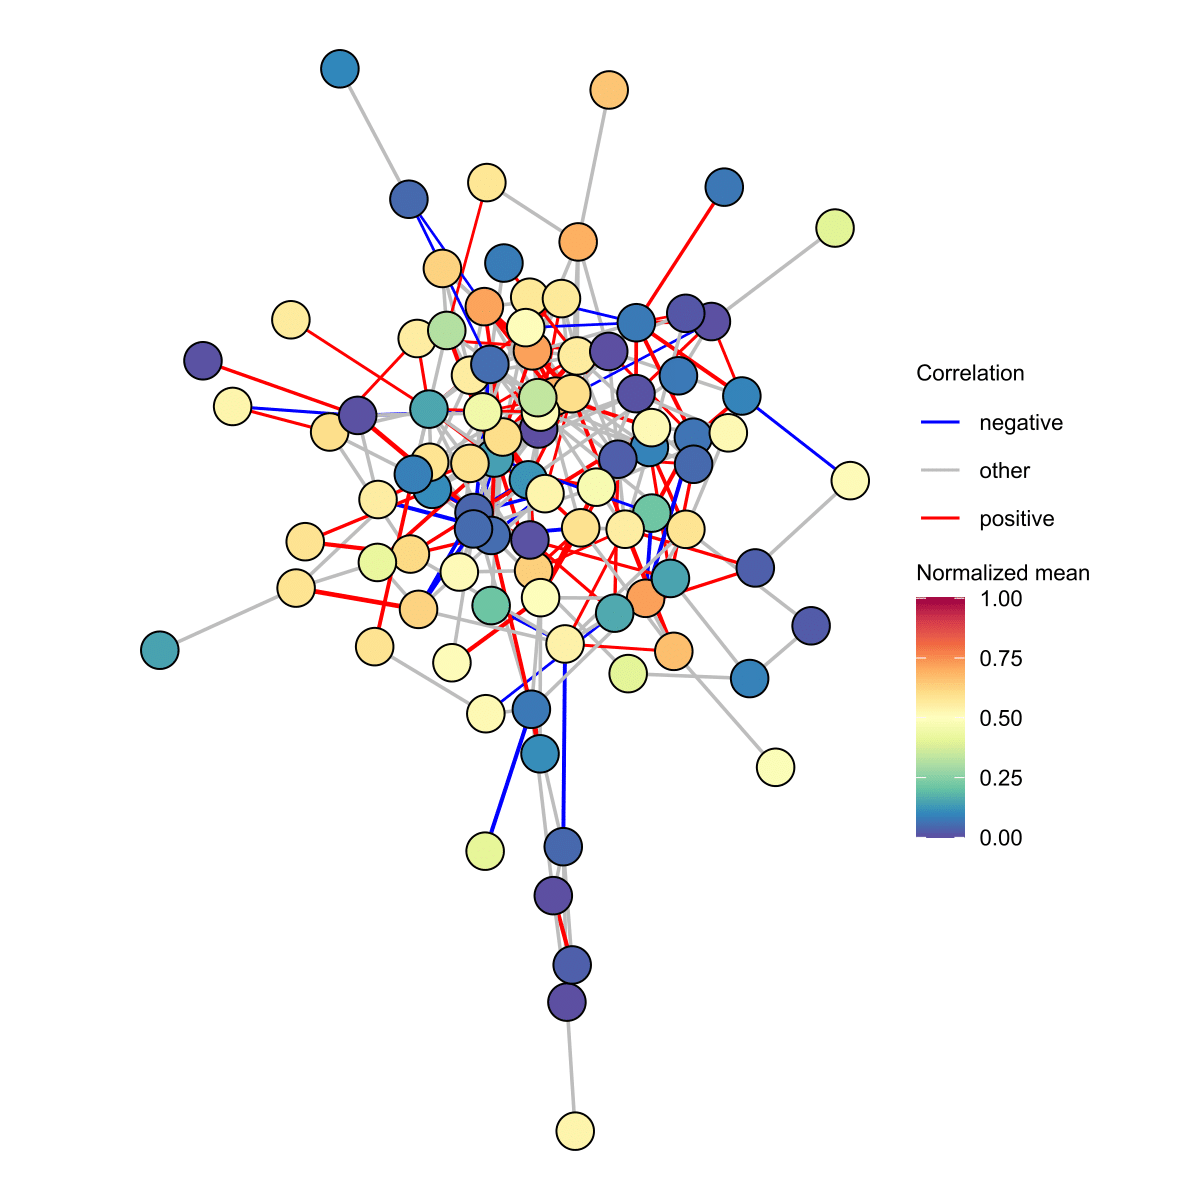 Correlation
negative
other
positive
Normalized mean
1.00
0.75
0.50
0.25
0.00